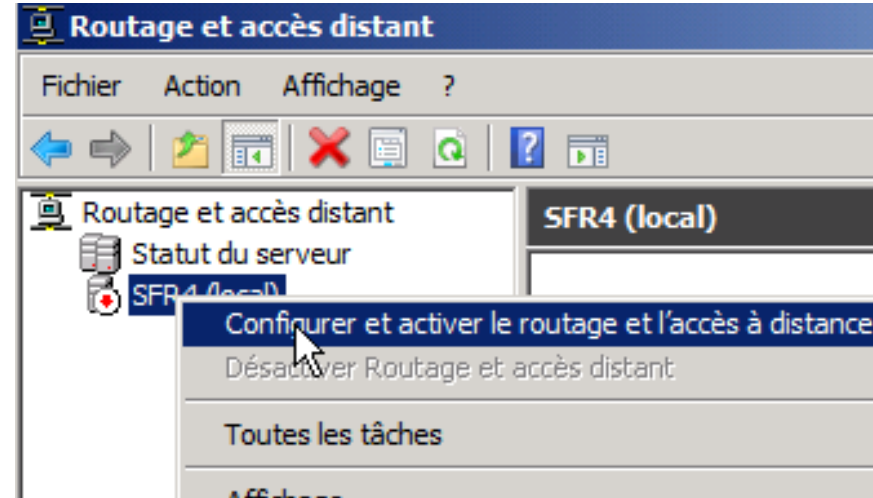 Routage et accès distant
Fichier Action Affichage ?
Routage et accès distant
SFR4 (local)
Statut du serveur
SFR4 (local)
Configurer et activer le routage et l'accès à distance
Désactiver Routage et accès distant
Toutes les tâches
Affichage